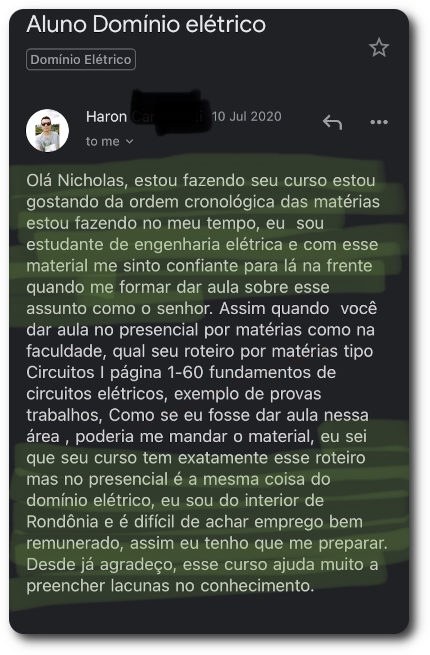 Aluno Domínio elétrico
Domínio Elétrico
Haron 10 Jul 2020
to me
Olá Nicholas, estou fazendo seu curso estou
gostando da ordem cronológica das matérias
estou fazendo no meu tempo, eu sou
estudante de engenharia elétrica e com esse
material me sinto confiante para lá na frente
quando me formar dar aula sobre esse
assunto como o senhor. Assim quando você
dar aula no presencial por matérias como na
faculdade, qual seu roteiro por matérias tipo
Circuitos I página 1-60 fundamentos de
circuitos elétricos, exemplo de provas
trabalhos, Como se eu fosse dar aula nessa
área , poderia me mandar o material, eu sei
que seu curso tem exatamente esse roteiro
mas no presencial é a mesma coisa do
domínio elétrico, eu sou do interior de
Rondônia e é difícil de achar emprego bem
remunerado, assim eu tenho que me preparar.
Desde já agradeço, esse curso ajuda muito a
preencher lacunas no conhecimento.